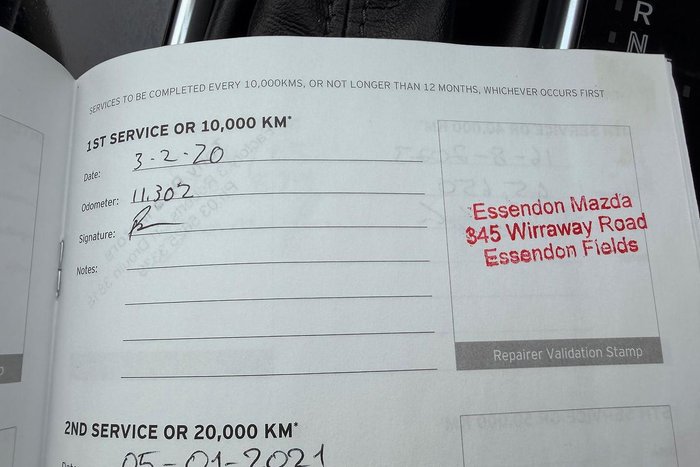 R
N
SERVICES TO BE COMPLETED EVERY 10,000KMS, OR NOT LONGER THAN 12 MONTHS, WHICHEVER OCCURS FIRST
1ST SERVICE OR 10,000 KM*
Date: 3-2-20
Odometer: 11.302
Signature:
Notes:
Essendon Mazda
345 Wirraway Road
Essendon Fields
Repairer Validation Stamp
2ND SERVICE OR 20,000 KM*
05-01-2021